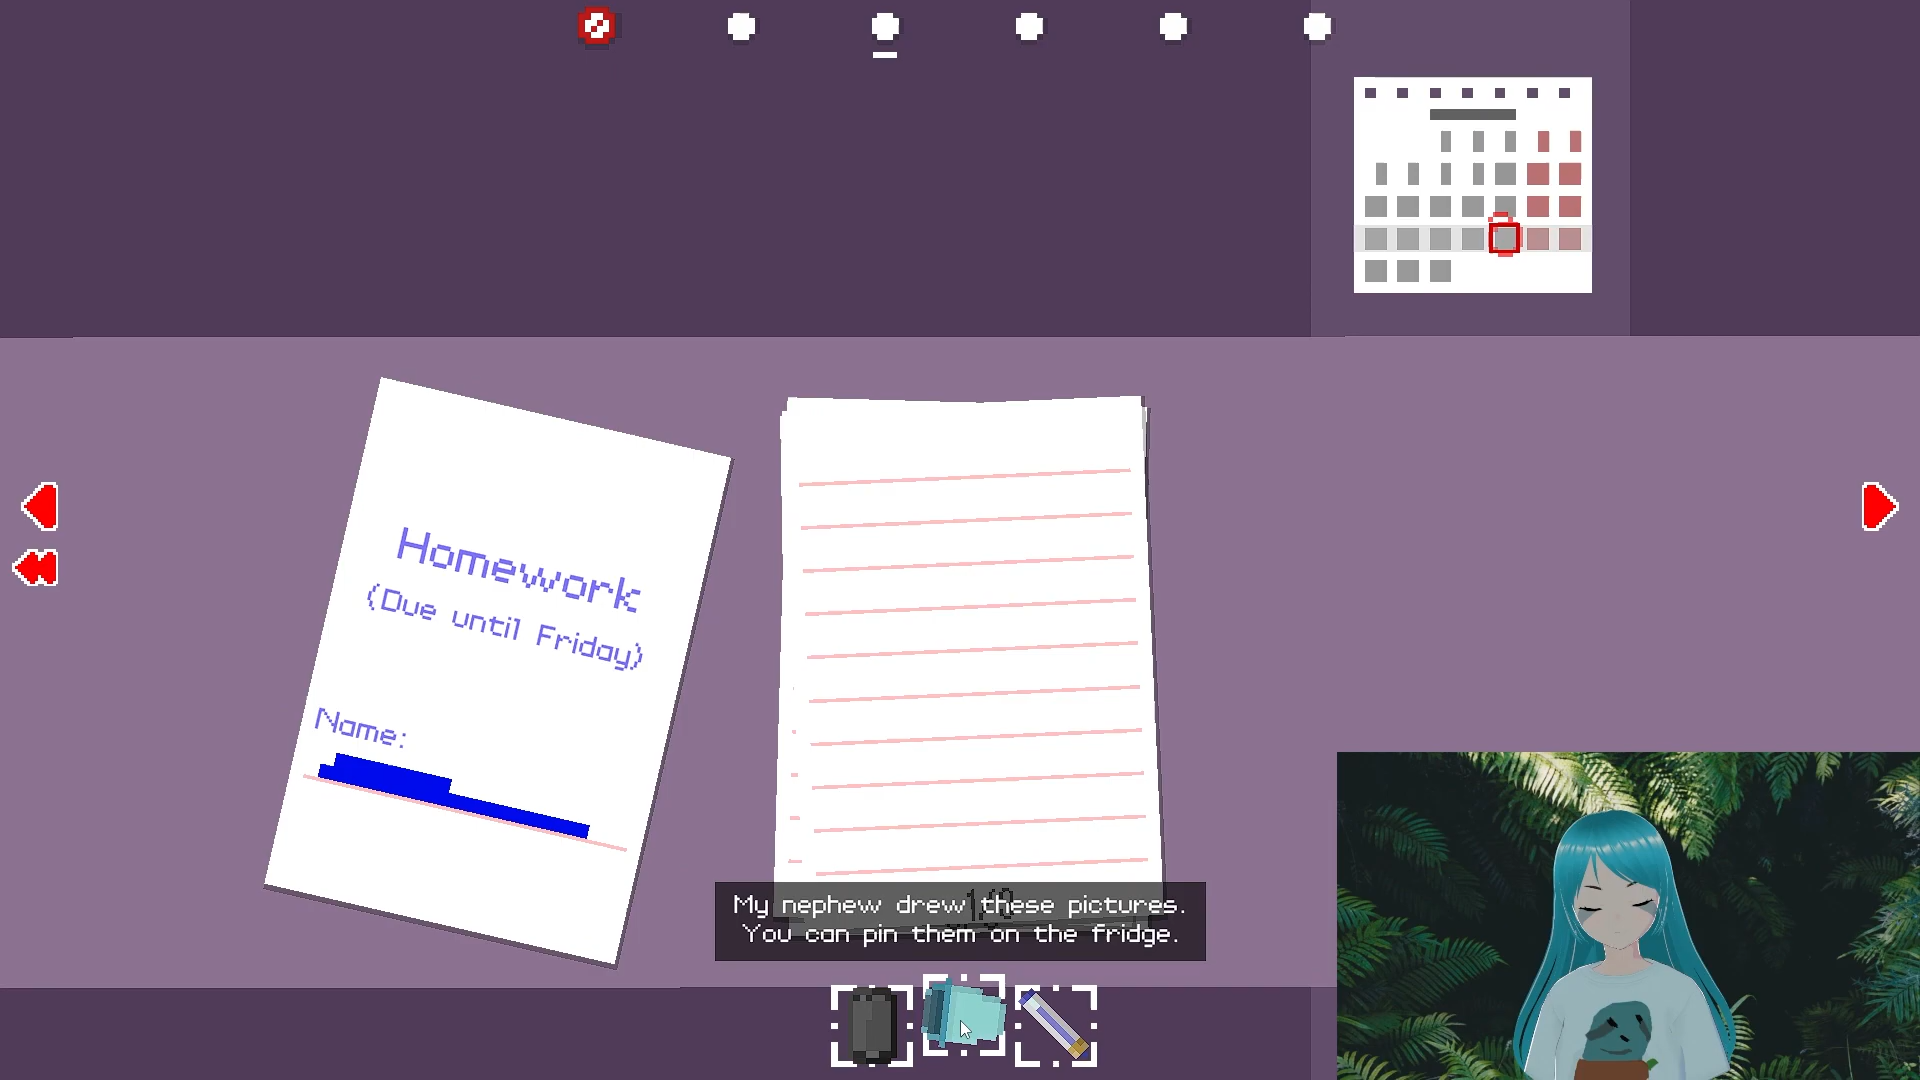 Homework
(Due until Friday)
Name:
My nephew drew these pictures.
You can pin them on the fridge.